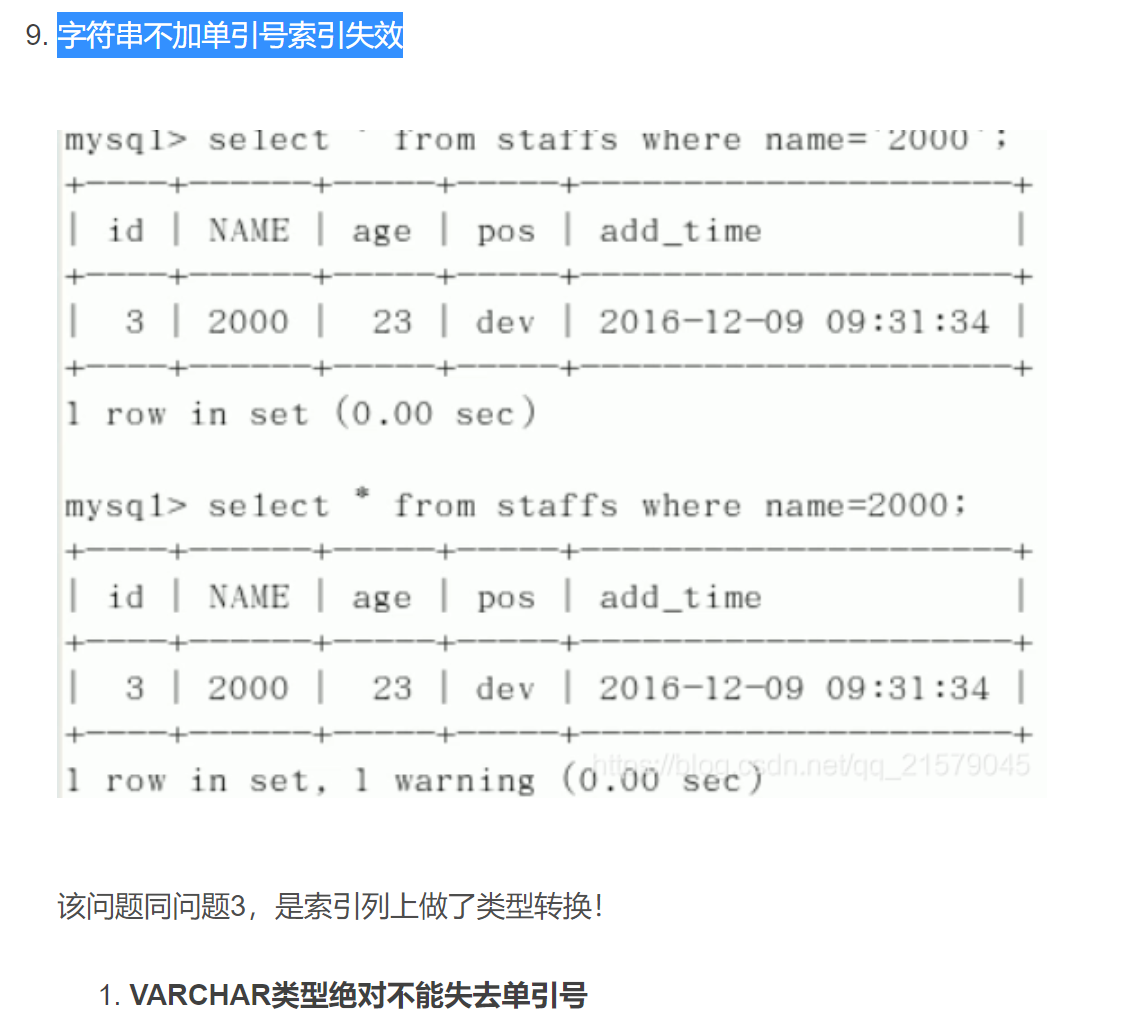 9. 字符串不加单引号索引失效
mysql> select * from staffs where name='2000';
+----+------+-----+-----+---------------------+
| id | NAME | age | pos | add_time |
+----+------+-----+-----+---------------------+
| 3 | 2000 | 23 | dev | 2016-12-09 09:31:34 |
+----+------+-----+-----+---------------------+
1 row in set (0.00 sec)
mysql> select * from staffs where name=2000;
+----+------+-----+-----+---------------------+
| id | NAME | age | pos | add_time |
+----+------+-----+-----+---------------------+
| 3 | 2000 | 23 | dev | 2016-12-09 09:31:34 |
+----+------+-----+-----+---------------------+
https://blog.csdn.net/qq_21579045
1 row in set, 1 warning (0.00 sec)
该问题同问题3，是索引列上做了类型转换！
1. VARCHAR类型绝对不能失去单引号